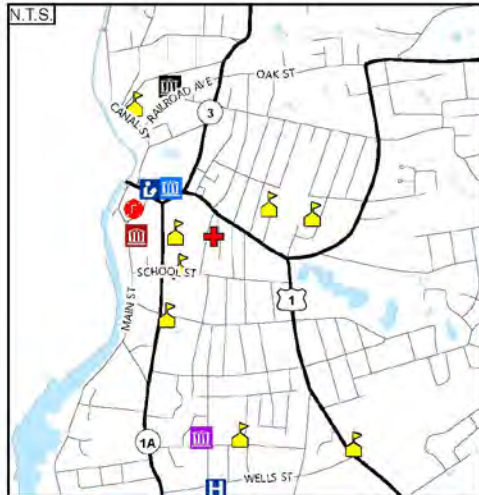 N.T.S.
OAK ST
RAILROAD AVE
CANAL ST
3
SCHOOL ST
MAIN ST
1
1A
WELLS ST
H